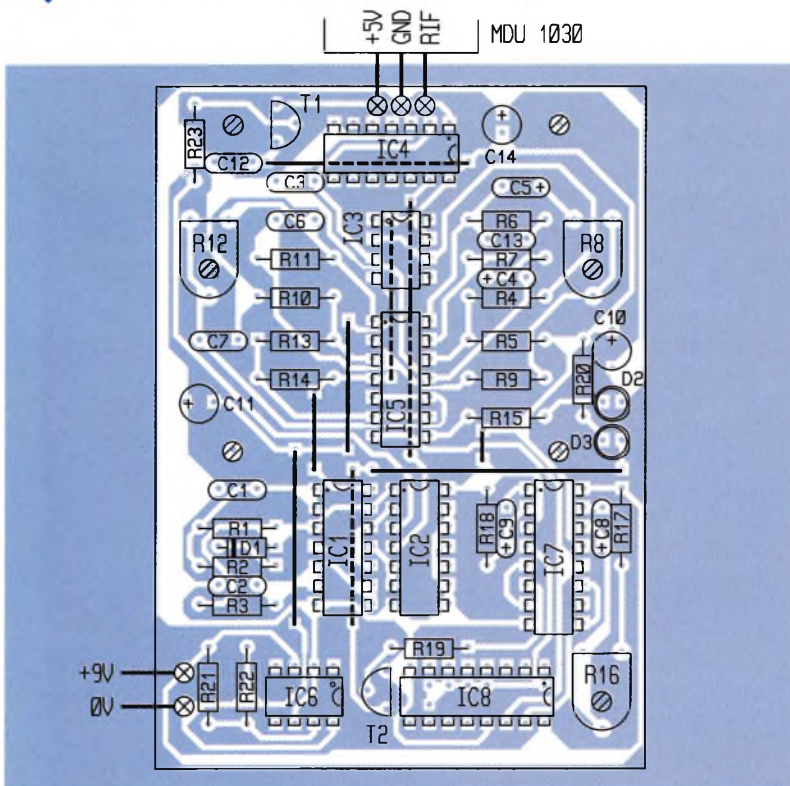 +5V
GND
RIF
MDU 1030
T1
R23
C12
IC4
C14
C3
C5 +
C6
IC3
R6
C13
R12
R11
R7
R8
+ C4
R10
R4
C10
+
C7
R13
R5
R14
R9
R20
D2
+
C11
IC5
R15
D3
C1
R1
D1
R2
C2
R3
IC1
IC2
R18
+ C9
IC7
+ C8
R17
+9V
0V
R21
R22
IC6
R19
T2
IC8
R16
+